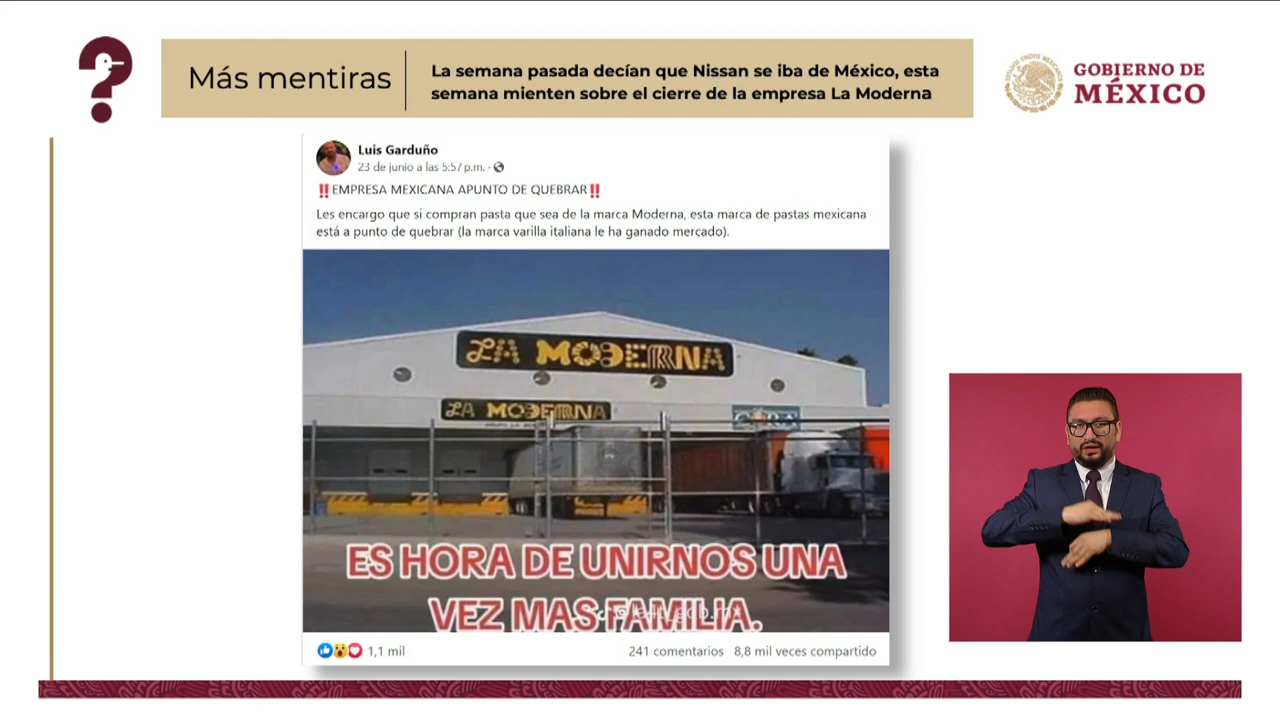 Más mentiras
La semana pasada decían que Nissan se iba de México, esta
semana mienten sobre el cierre de la empresa La Moderna
GOBIERNO DE
MÉXICO
Luis Garduño
23 de junio a las 5:57 p.m. ·
‼EMPRESA MEXICANA APUNTO DE QUEBRAR‼
Les encargo que si compran pasta que sea de la marca Moderna, esta marca de pastas mexicana
está a punto de quebrar (la marca varilla italiana le ha ganado mercado).
LA MODERNA
LA MODERNA
ES HORA DE UNIRNOS UNA
VEZ MAS FAMILIA.
1,1 mil
241 comentarios
8,8 mil veces compartido